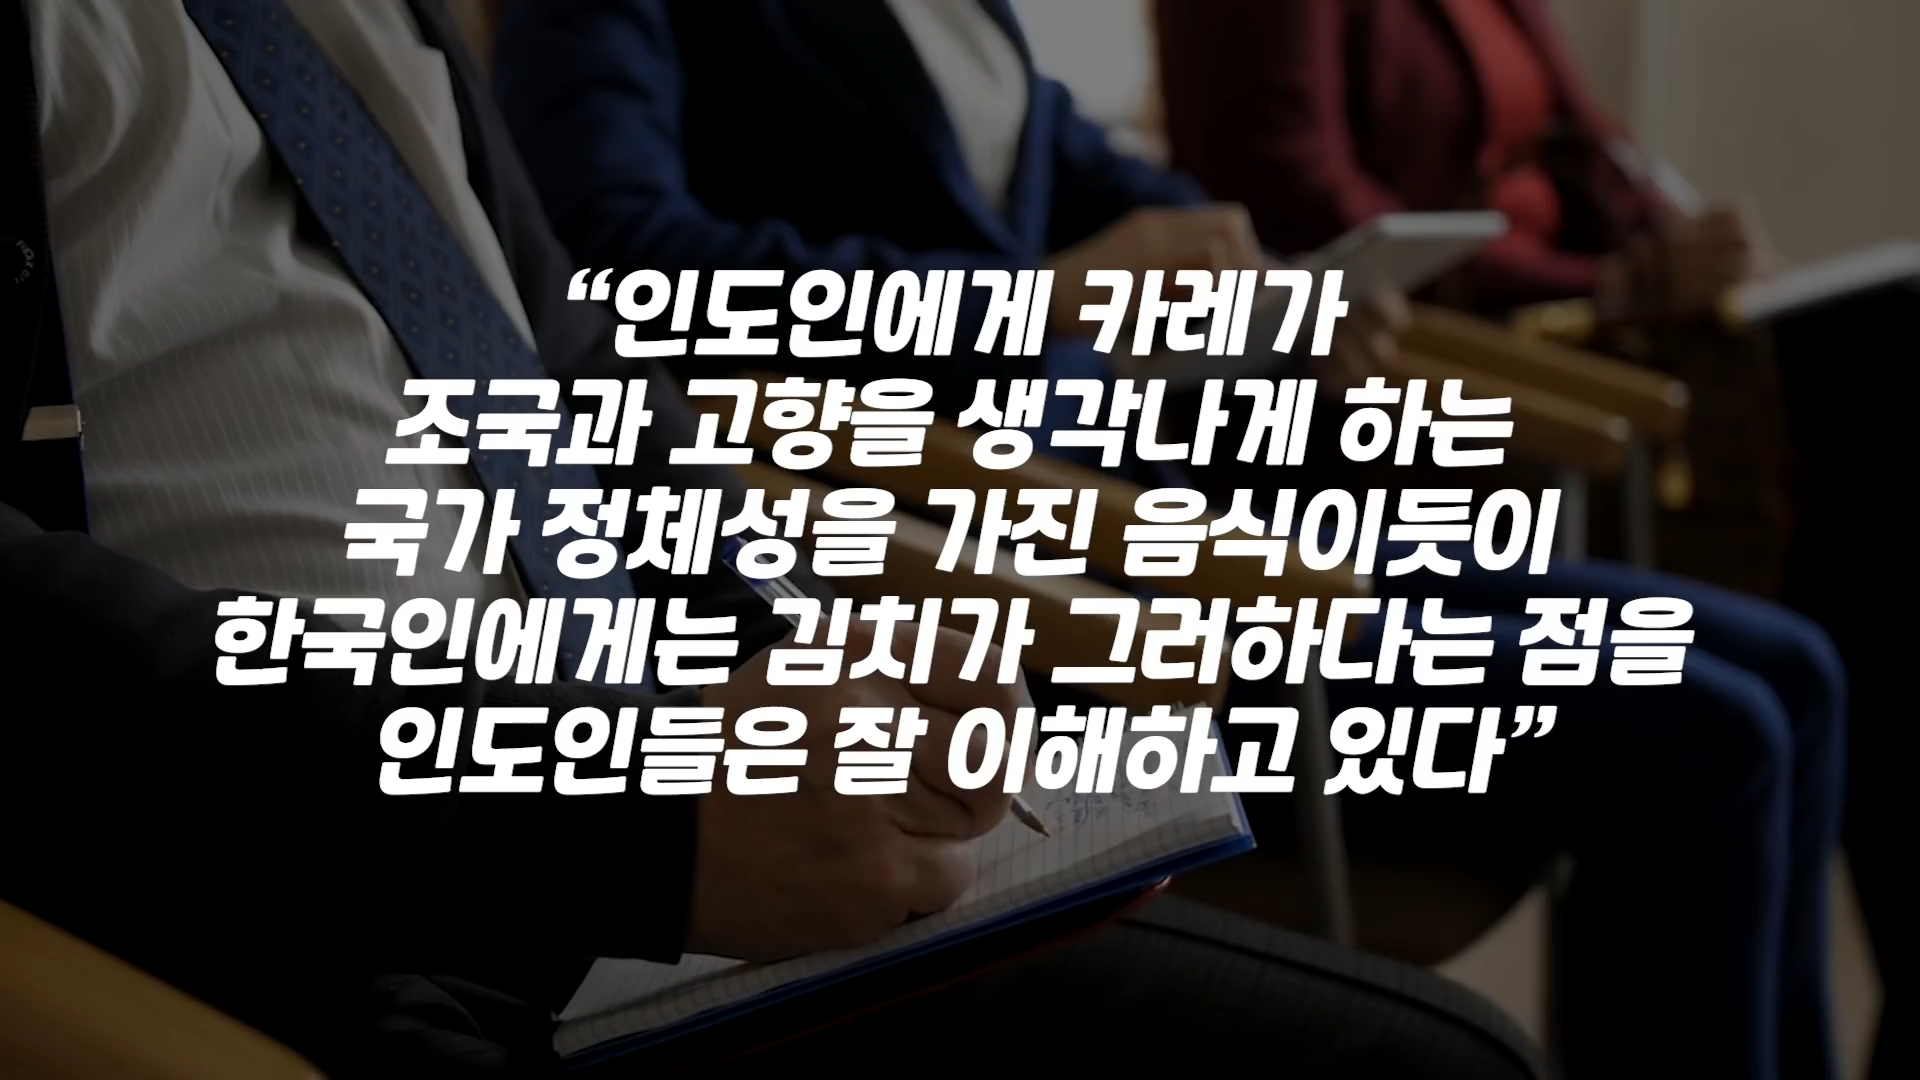 “인도인에게 카레가
조국과 고향을 생각나게 하는
국가 정체성을 가진 음식이듯이
한국인에게는 김치가 그러하다는 점을
인도인들은 잘 이해하고 있다”